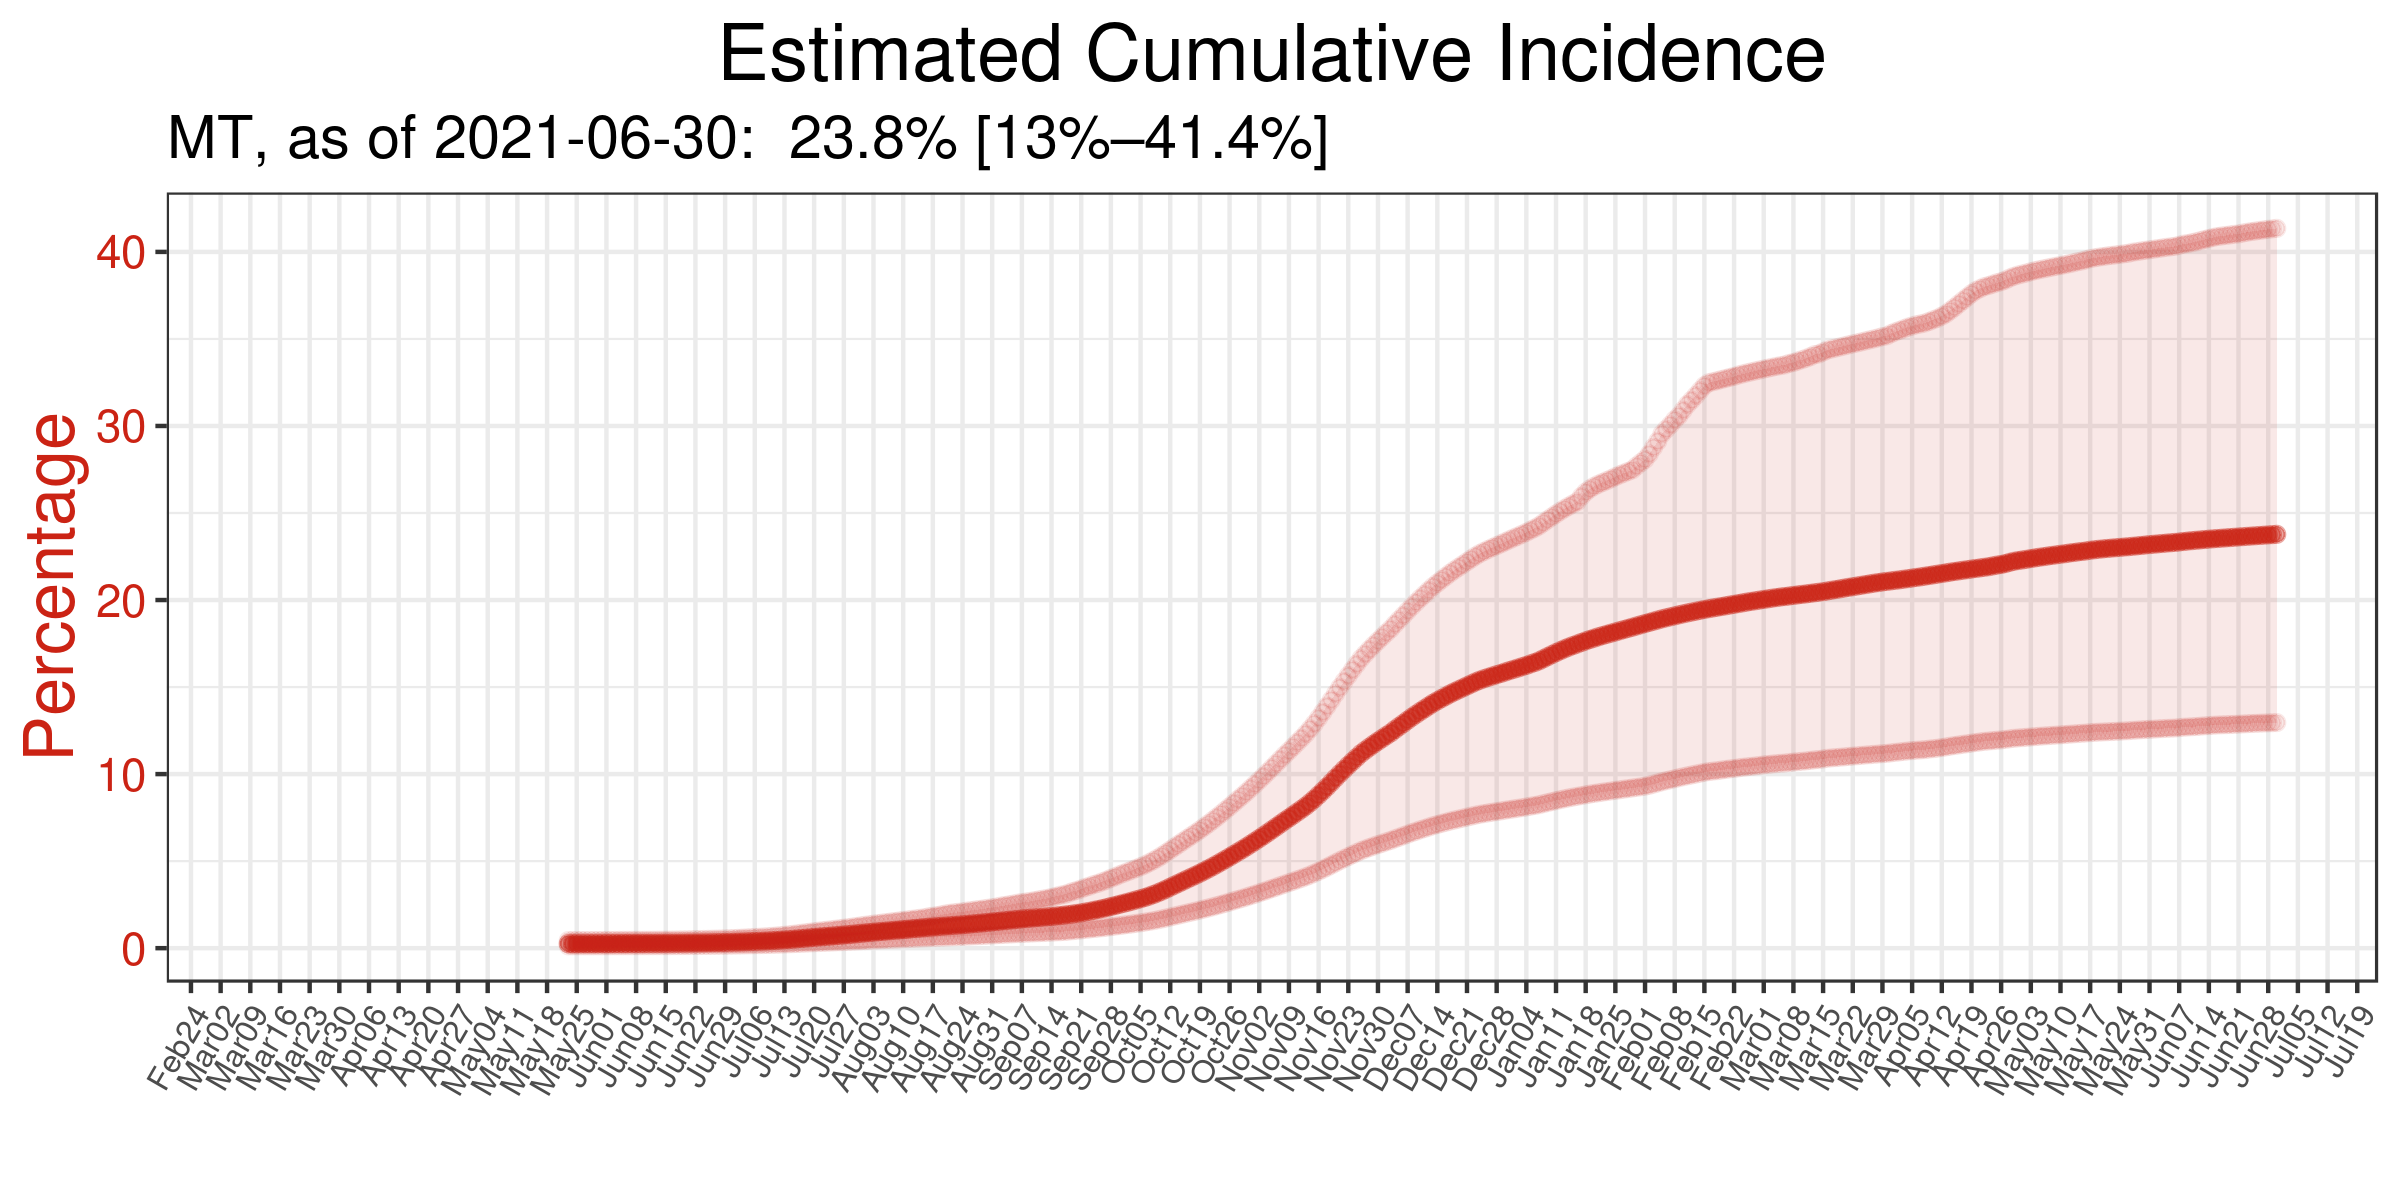 Estimated Cumulative Incidence
MT, as of 2021-06-30:  23.8% [13%–41.4%]
Percentage
40
30
20
10
0
Feb24
Mar02
Mar09
Mar16
Mar23
Mar30
Apr06
Apr13
Apr20
Apr27
May04
May11
May18
May25
Jun01
Jun08
Jun15
Jun22
Jun29
Jul06
Jul13
Jul20
Jul27
Aug03
Aug10
Aug17
Aug24
Aug31
Sep07
Sep14
Sep21
Sep28
Oct05
Oct12
Oct19
Oct26
Nov02
Nov09
Nov16
Nov23
Nov30
Dec07
Dec14
Dec21
Dec28
Jan04
Jan11
Jan18
Jan25
Feb01
Feb08
Feb15
Feb22
Mar01
Mar08
Mar15
Mar22
Mar29
Apr05
Apr12
Apr19
Apr26
May03
May10
May17
May24
May31
Jun07
Jun14
Jun21
Jun28
Jul05
Jul12
Jul19